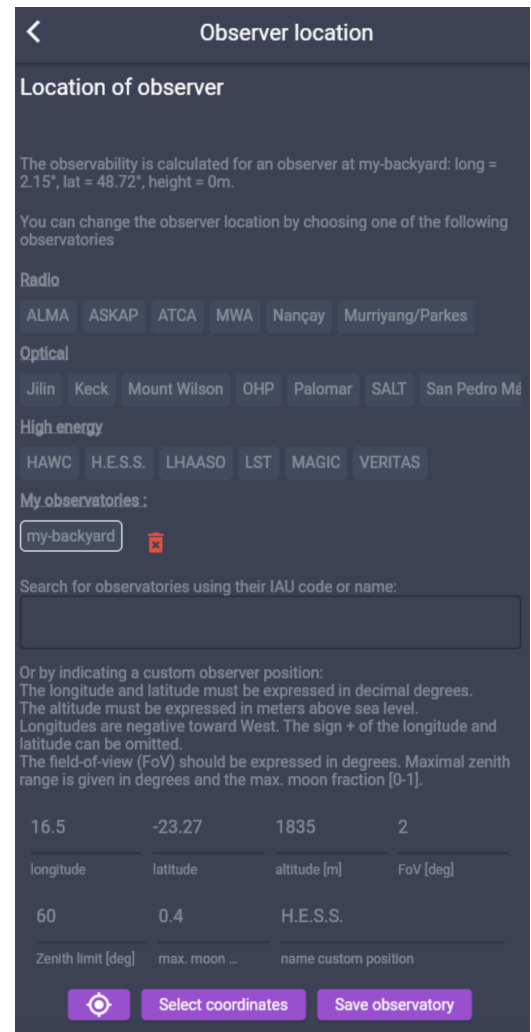 Observer location
Location of observer
The observability is calculated for an observer at my-backyard: long =
2.15°, lat = 48.72°, height = 0m.
You can change the observer location by choosing one of the following
observatories
Radio
ALMA ASKAP ATCA MWA Nançay Murriyang/Parkes
Optical
Jilin Keck Mount Wilson OHP Palomar SALT San Pedro Má
High energy
HAWC H.E.S.S. LHAASO LST MAGIC VERITAS
My observatories :
my-backyard
Search for observatories using their IAU code or name:
Or by indicating a custom observer position:
The longitude and latitude must be expressed in decimal degrees.
The altitude must be expressed in meters above sea level.
Longitudes are negative toward West. The sign + of the longitude and
latitude can be omitted.
The field-of-view (FoV) should be expressed in degrees. Maximal zenith
range is given in degrees and the max. moon fraction [0-1].
16.5 -23.27 1835 2
longitude latitude altitude [m] FoV [deg]
60 0.4 H.E.S.S.
Zenith limit [deg] max. moon ... name custom position
Select coordinates Save observatory